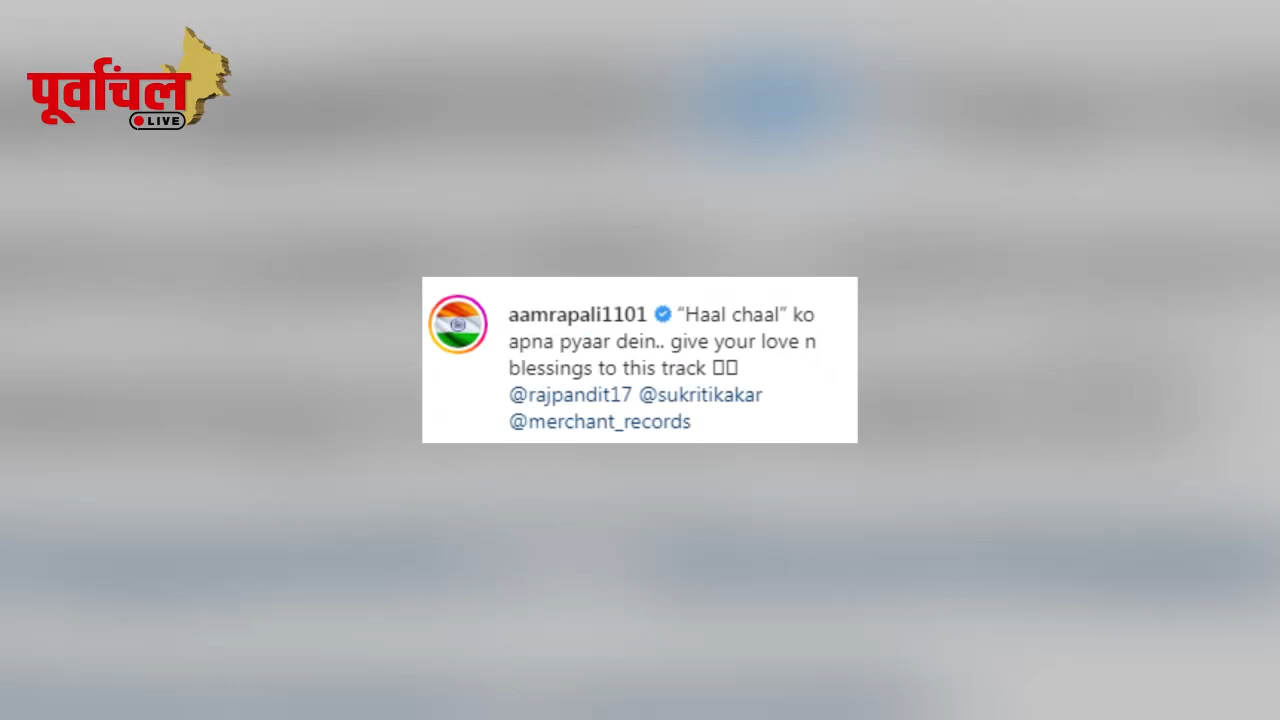 पूर्वांचल
LIVE
aamrapali1101 "Haal chaal" ko
apna pyaar dein.. give your love n
blessings to this track
@rajpandit17 @sukritikakar
@merchant_records